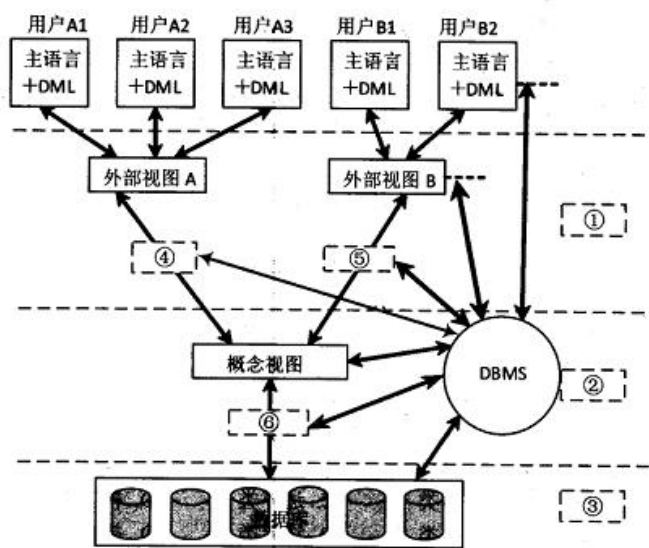 用户A1 用户A2 用户A3 用户B1 用户B2
主语言 主语言 主语言 主语言 主语言
+DML +DML +DML +DML +DML
外部视图 A 外部视图 B
①
④ ⑤
概念视图 DBMS ②
⑥
数据库 ③